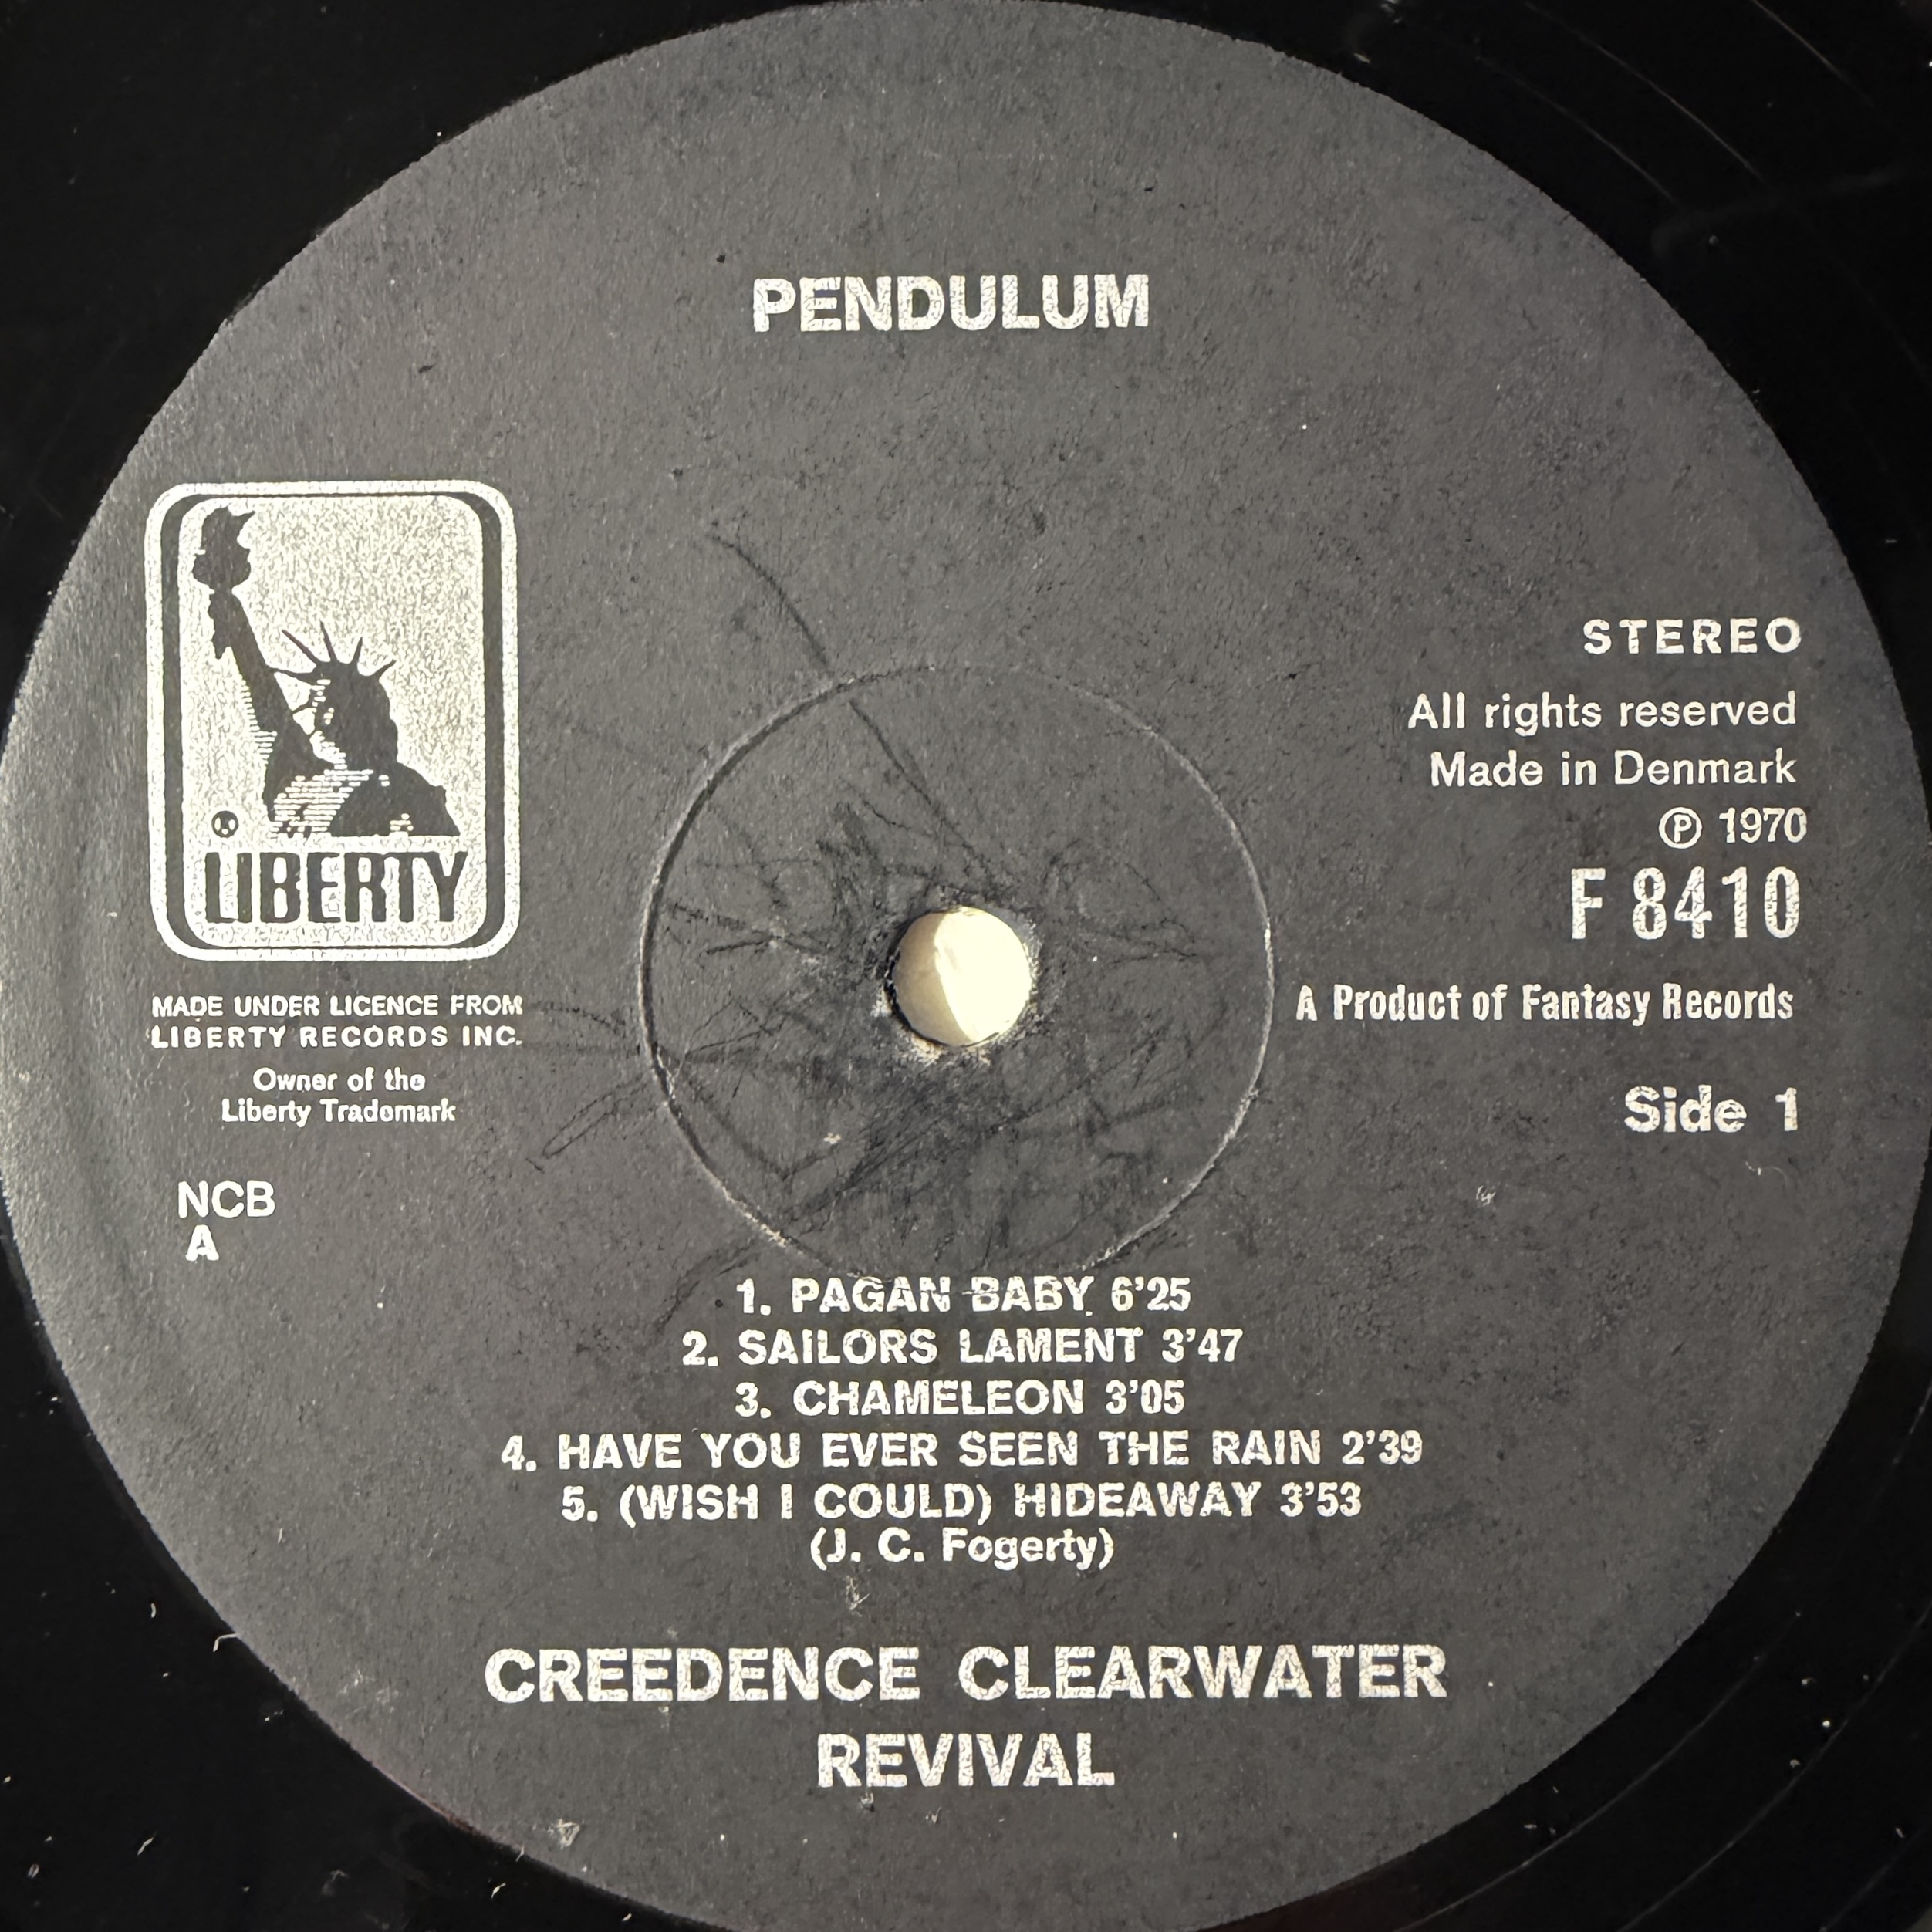 PENDULUM
LIBERTY
MADE UNDER LICENCE FROM
LIBERTY RECORDS INC.
Owner of the
Liberty Trademark
NCB
A
STEREO
All rights reserved
Made in Denmark
Ⓟ 1970
F 8410
A Product of Fantasy Records
Side 1
1. PAGAN BABY 6'25
2. SAILORS LAMENT 3'47
3. CHAMELEON 3'05
4. HAVE YOU EVER SEEN THE RAIN 2'39
5. (WISH I COULD) HIDEAWAY 3'53
(J. C. Fogerty)
CREEDENCE CLEARWATER
REVIVAL